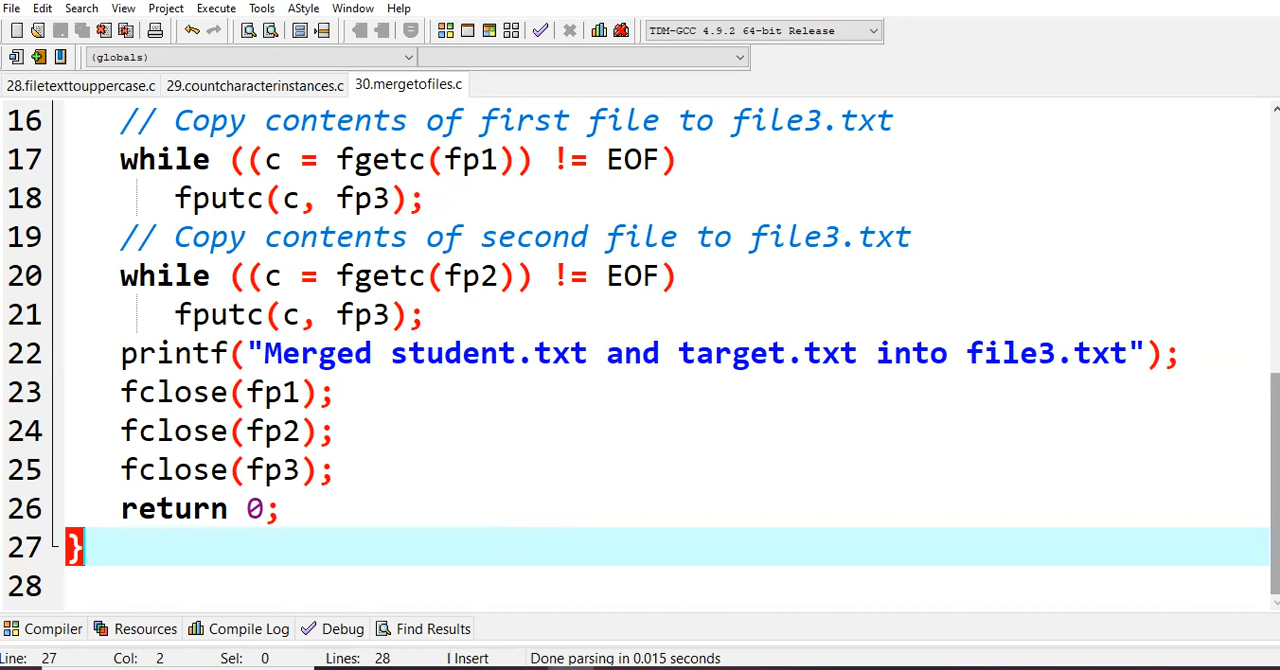 File Edit Search View Project Execute Tools AStyle Window Help
TDM-GCC 4.9.2 64-bit Release
(globals)
28.filetexttouppercase.c 29.countcharacterinstances.c 30.mergetofiles.c
16 // Copy contents of first file to file3.txt
17 while ((c = fgetc(fp1)) != EOF)
18 fputc(c, fp3);
19 // Copy contents of second file to file3.txt
20 while ((c = fgetc(fp2)) != EOF)
21 fputc(c, fp3);
22 printf("Merged student.txt and target.txt into file3.txt");
23 fclose(fp1);
24 fclose(fp2);
25 fclose(fp3);
26 return 0;
27 }
28
Compiler Resources Compile Log Debug Find Results
Line: 27 Col: 2 Sel: 0 Lines: 28 I Insert Done parsing in 0.015 seconds